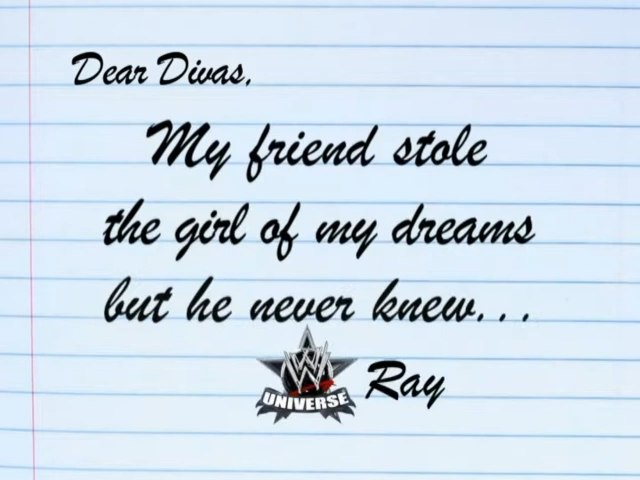 Dear Divas,
My friend stole
the girl of my dreams
but he never knew...
W
UNIVERSE
Ray